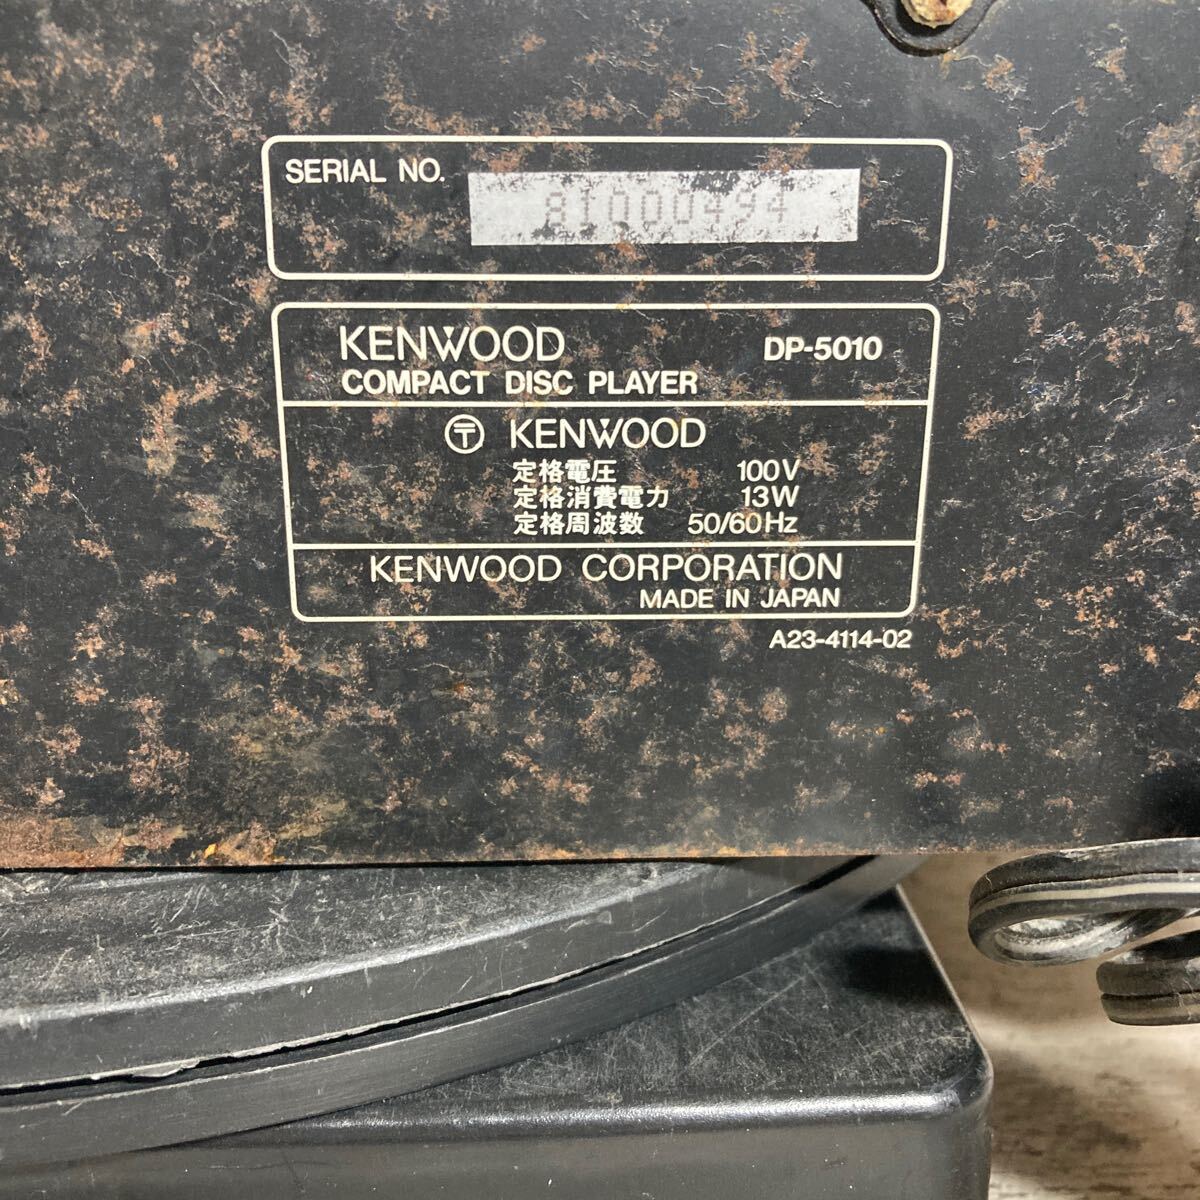 SERIAL NO. 81000494
KENWOOD DP-5010
COMPACT DISC PLAYER
〶 KENWOOD
定格電圧 100V
定格消費電力 13W
定格周波数 50/60Hz
KENWOOD CORPORATION
MADE IN JAPAN
A23-4114-02